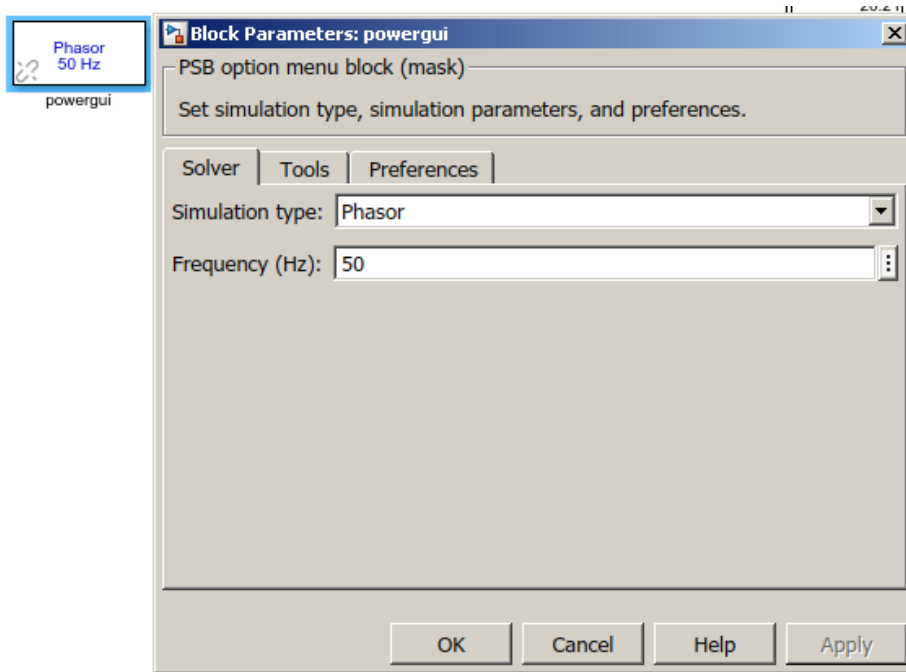 Phasor
50 Hz
powergui
Block Parameters: powergui
PSB option menu block (mask)
Set simulation type, simulation parameters, and preferences.
Solver Tools Preferences
Simulation type: Phasor
Frequency (Hz): 50
OK Cancel Help Apply